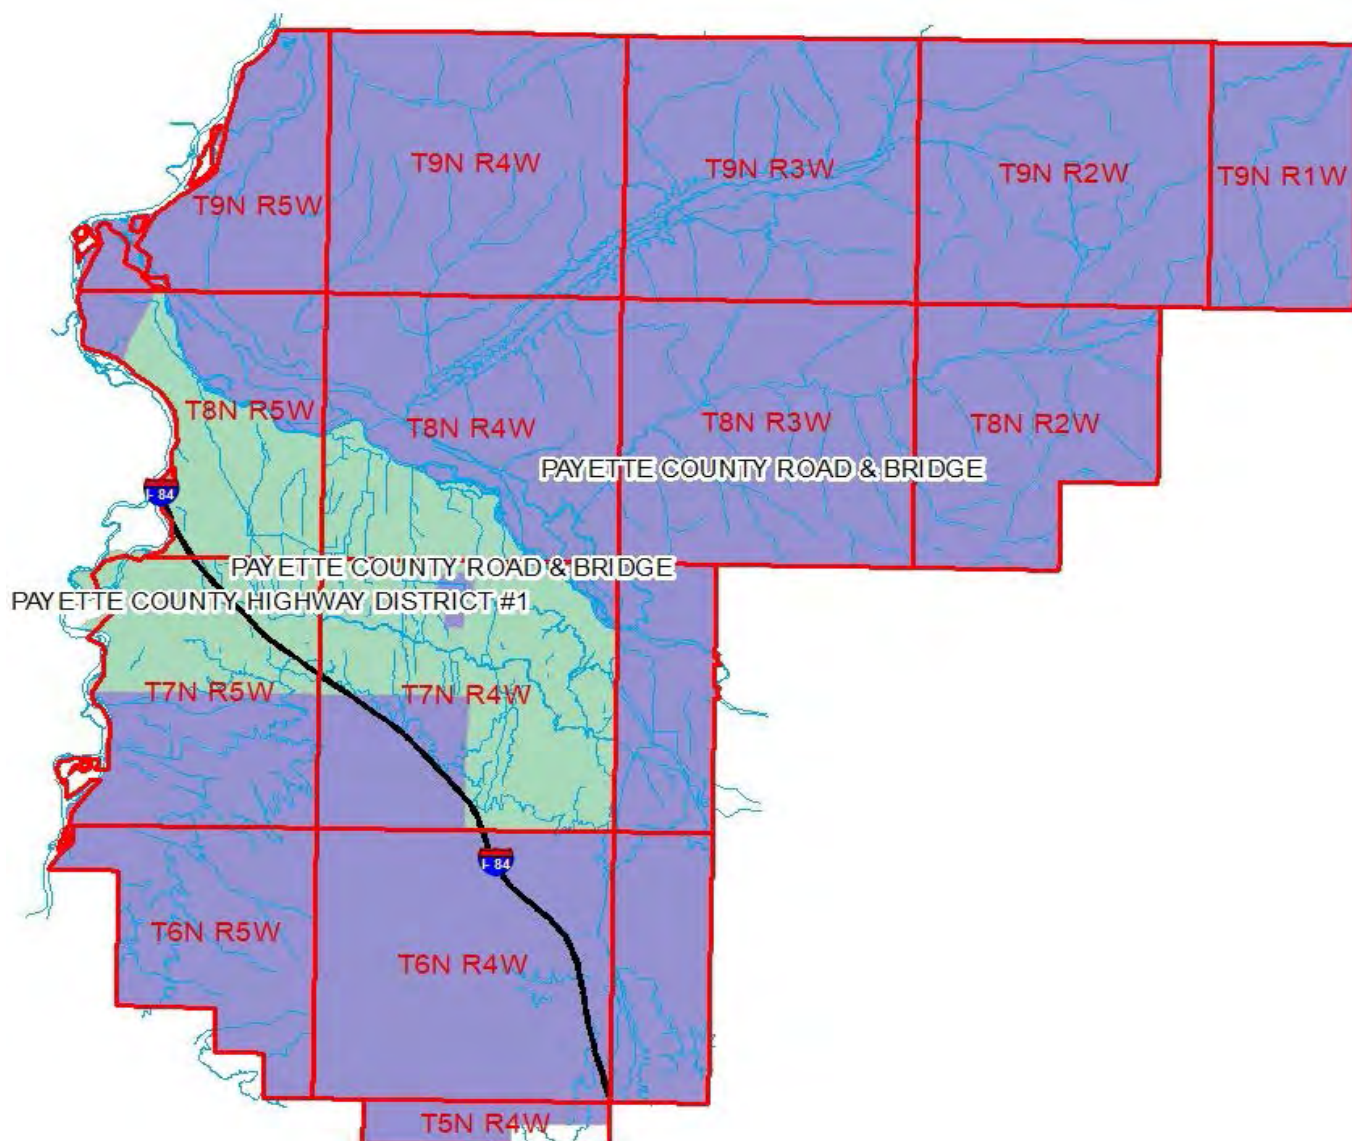 T9N R4W
T9N R3W
T9N R2W
T9N R1W
T9N R5W
T8N R5W
T8N R4W
T8N R3W
T8N R2W
PAYETTE COUNTY ROAD & BRIDGE
I- 84
PAYETTE COUNTY ROAD & BRIDGE
PAYETTE COUNTY HIGHWAY DISTRICT #1
T7N R5W
T7N R4W
I- 84
T6N R5W
T6N R4W
T5N R4W